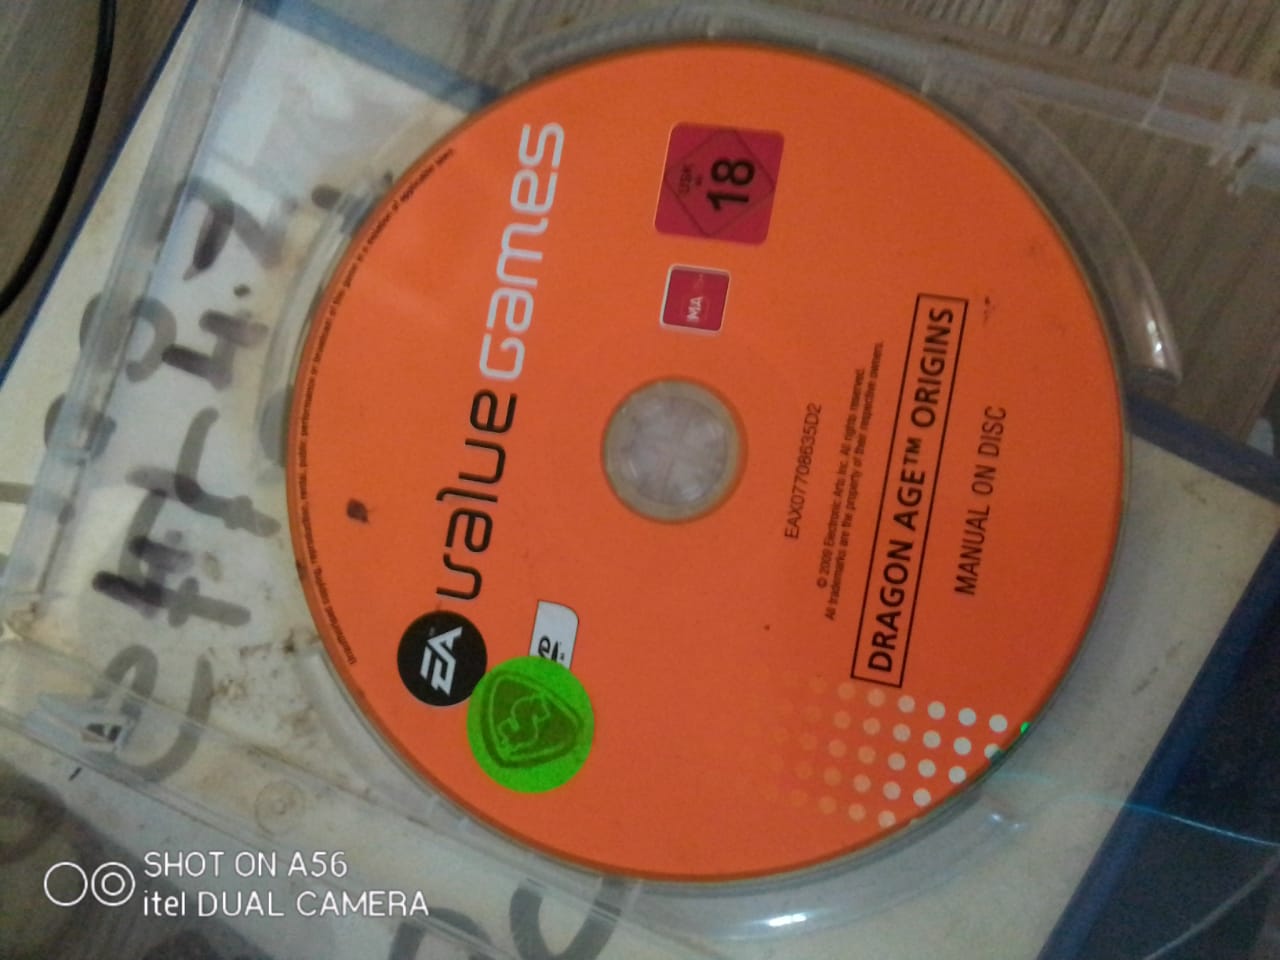 EA value Games
USK
18
MA
EAX07708635D2
© 2009 Electronic Arts Inc. All rights reserved.
All trademarks are the property of their respective owners.
DRAGON AGE™ ORIGINS
MANUAL ON DISC
SHOT ON A56
itel DUAL CAMERA